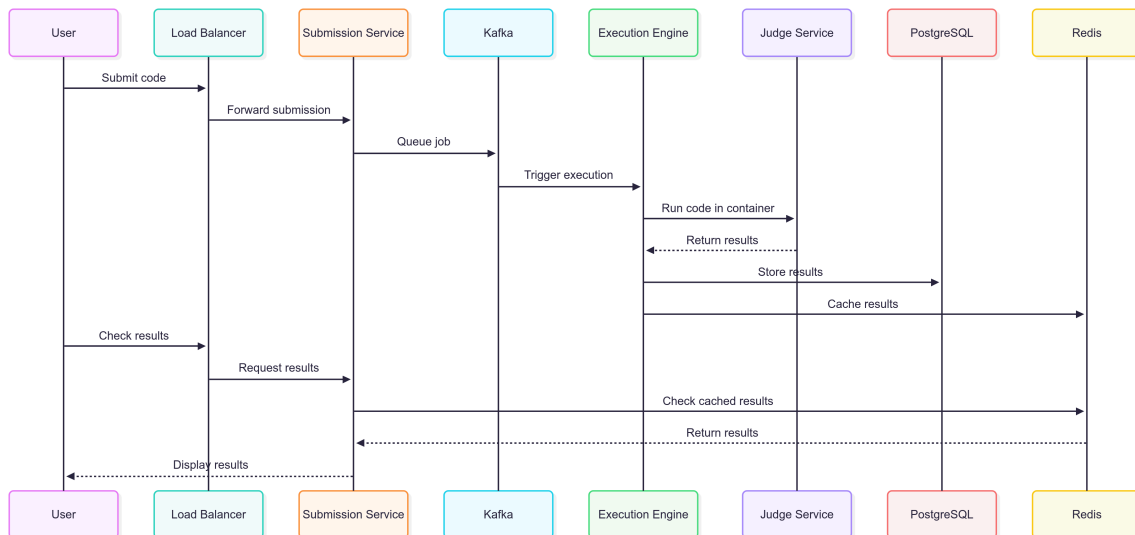 User
Load Balancer
Submission Service
Kafka
Execution Engine
Judge Service
PostgreSQL
Redis
Submit code
Forward submission
Queue job
Trigger execution
Run code in container
Return results
Store results
Cache results
Check results
Request results
Check cached results
Return results
Display results
User
Load Balancer
Submission Service
Kafka
Execution Engine
Judge Service
PostgreSQL
Redis